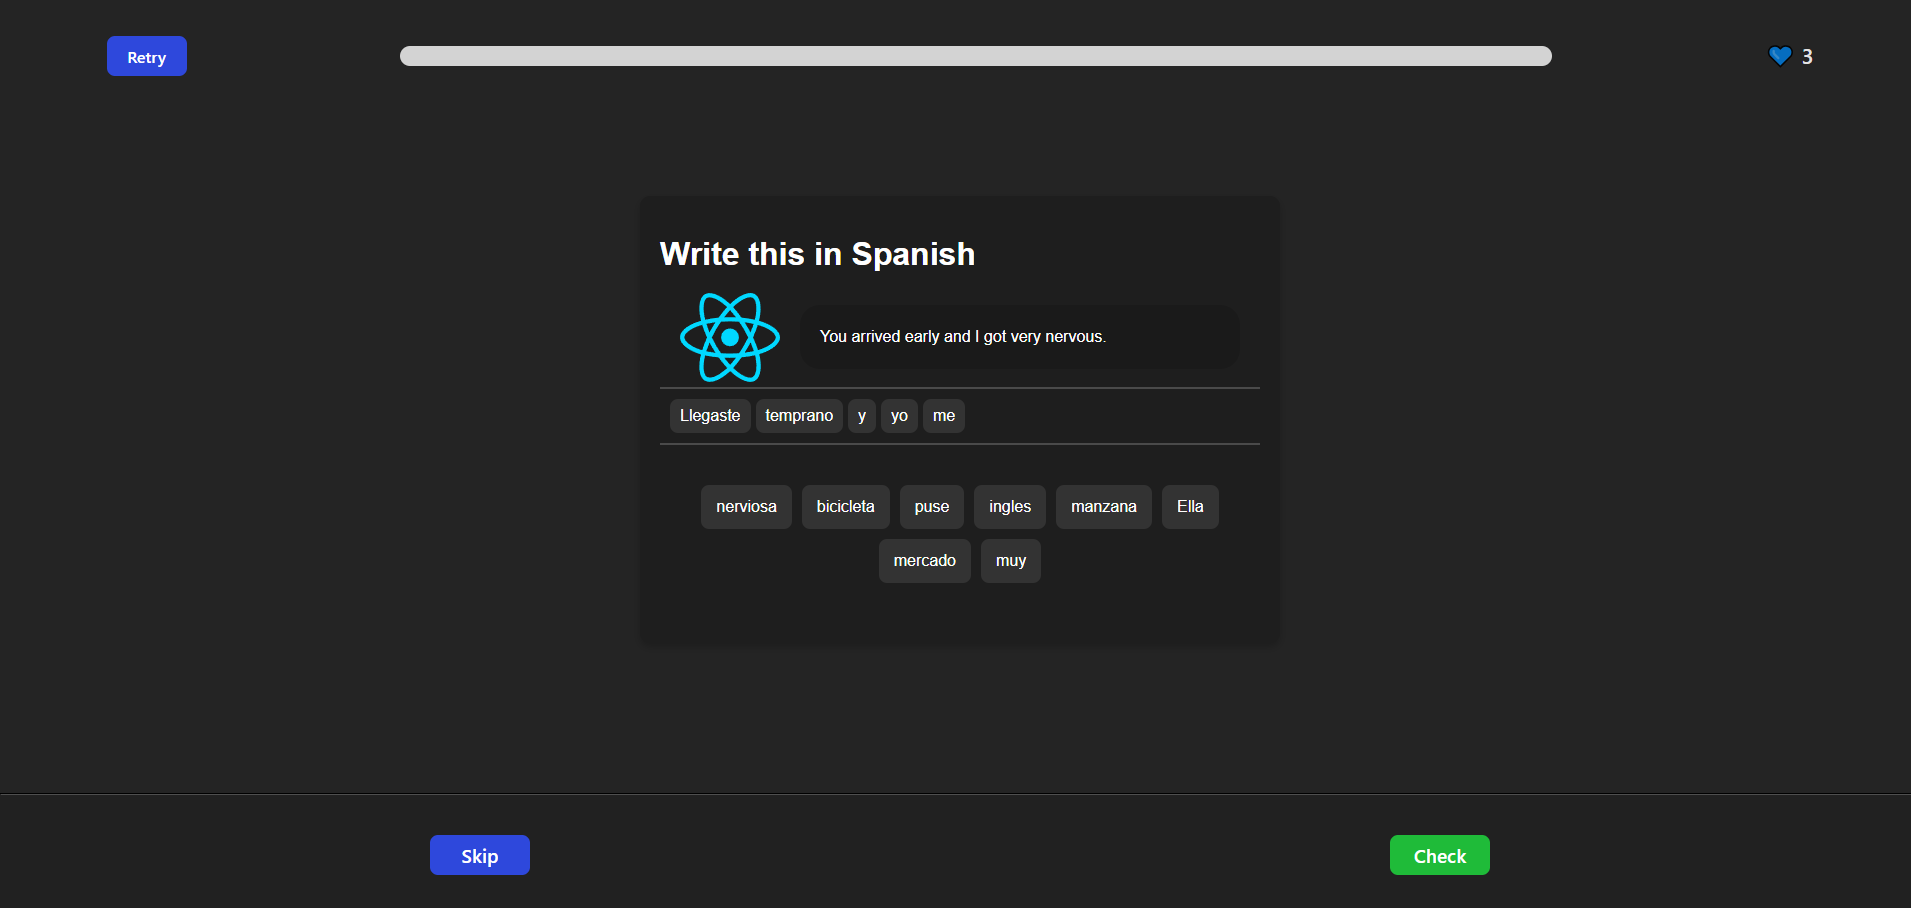 Retry
3
Write this in Spanish
You arrived early and I got very nervous.
Llegaste temprano y yo me
nerviosa bicicleta puse ingles manzana Ella
mercado muy
Skip Check